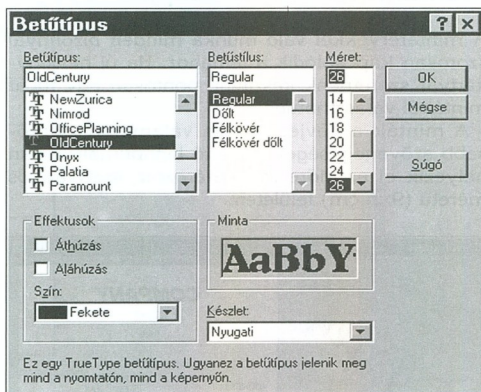 Betűtípus
Betűtípus: Betűstílus: Méret:
OldCentury Regular 26 OK
NewZurica Regular 14 Mégse
Nimrod Dőlt 16
OfficePlanning Félkövér 18
OldCentury Félkövér dőlt 20 Súgó
Onyx 22
Palatia 24
Paramount 26
Effektusok Minta
Áthúzás
Aláhúzás AaBbY
Szín:
Fekete
Készlet:
Nyugati
Ez egy TrueType betűtípus. Ugyanez a betűtípus jelenik meg
mind a nyomtatón, mind a képernyőn.